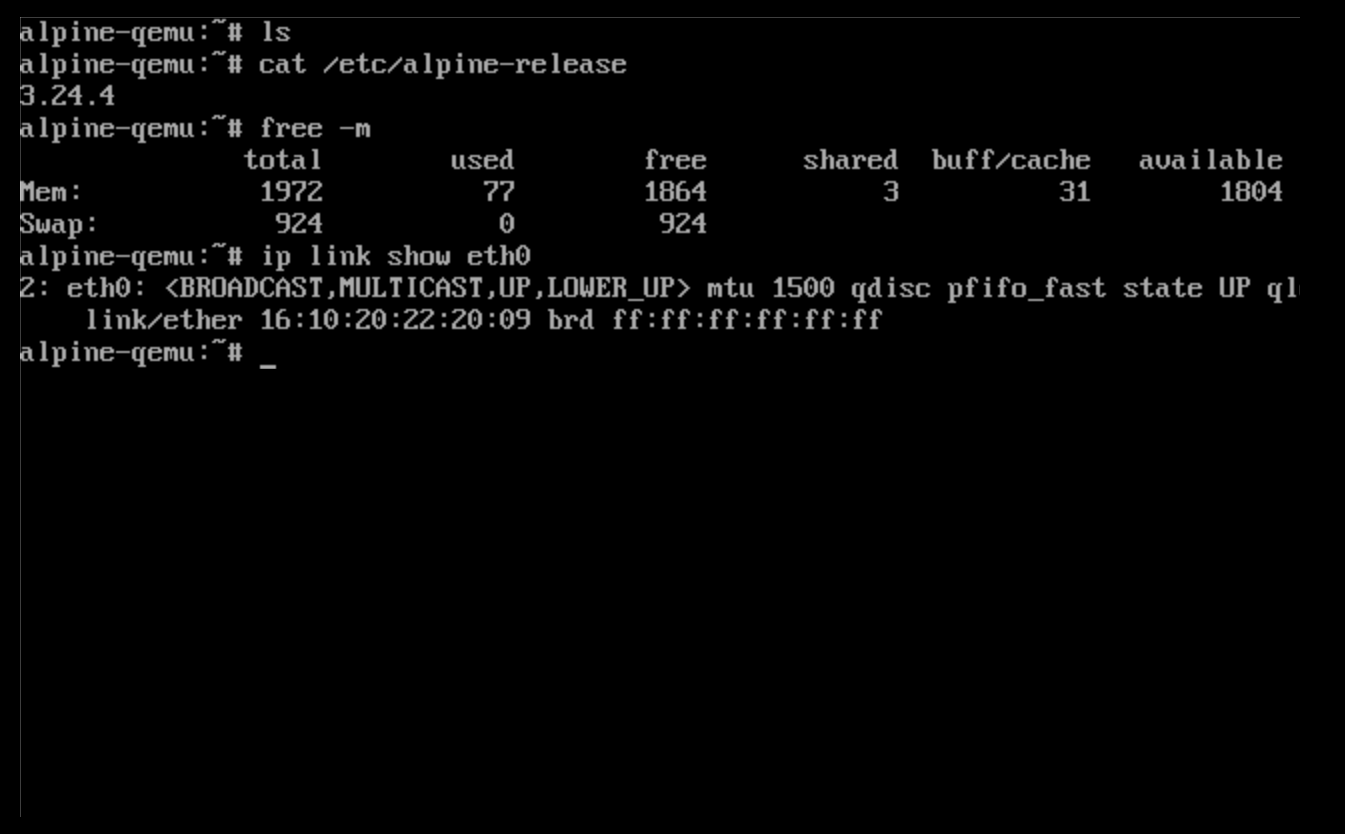 alpine-qemu:~# ls
alpine-qemu:~# cat /etc/alpine-release
3.24.4
alpine-qemu:~# free -m
              total        used        free      shared  buff/cache   available
Mem:           1972          77        1864           3          31        1804
Swap:           924           0         924
alpine-qemu:~# ip link show eth0
2: eth0: <BROADCAST,MULTICAST,UP,LOWER_UP> mtu 1500 qdisc pfifo_fast state UP
    link/ether 16:10:20:22:20:09 brd ff:ff:ff:ff:ff:ff
alpine-qemu:~# _